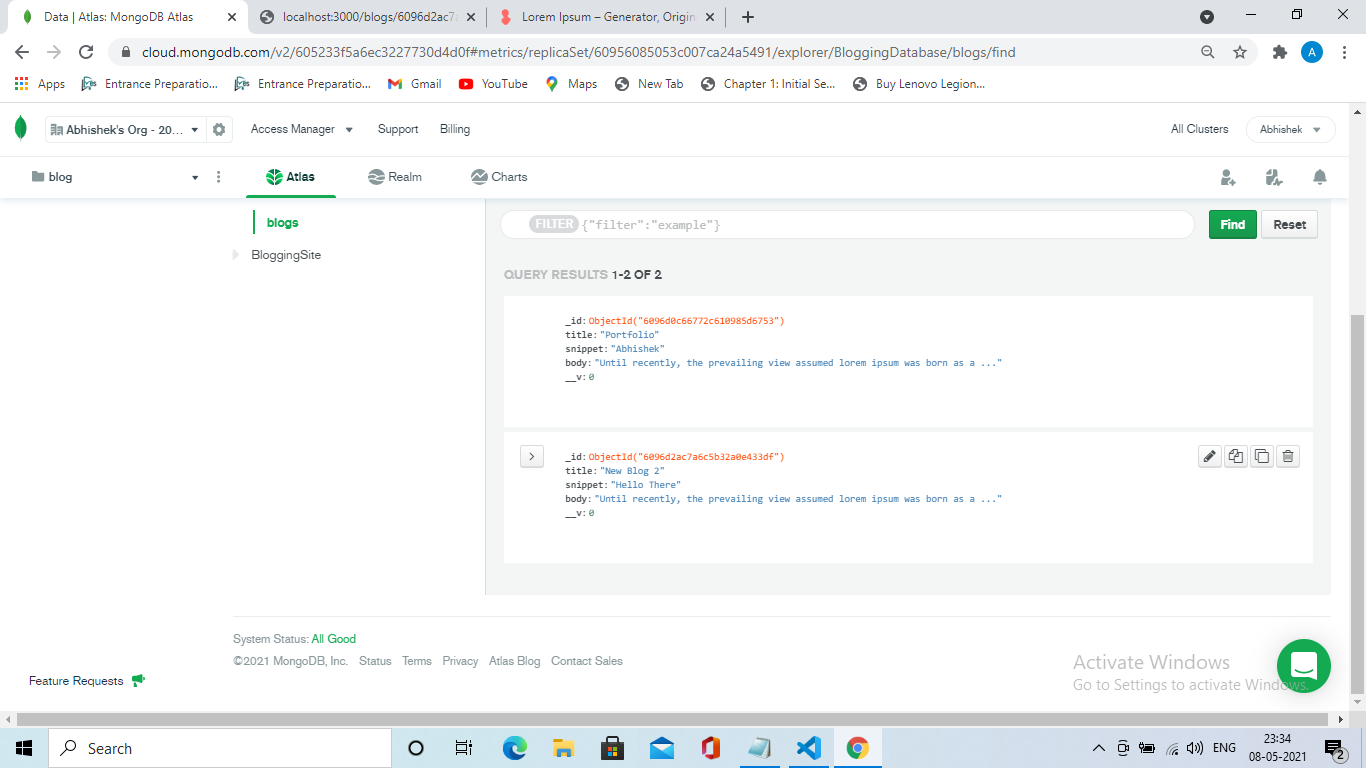 Data | Atlas: MongoDB Atlas
localhost:3000/blogs/6096d2ac7a
Lorem Ipsum – Generator, Origin
cloud.mongodb.com/v2/605233f5a6ec3227730d4d0f#metrics/replicaSet/60956085053c007ca24a5491/explorer/BloggingDatabase/blogs/find
A
Apps Entrance Preparatio... Entrance Preparatio... Gmail YouTube Maps New Tab Chapter 1: Initial Se... Buy Lenovo Legion...
Abhishek's Org - 20... Access Manager Support Billing All Clusters Abhishek
blog Atlas Realm Charts
blogs
BloggingSite
FILTER {"filter":"example"} Find Reset
QUERY RESULTS 1-2 OF 2
_id: ObjectId("6096d0c66772c610985d6753")
title: "Portfolio"
snippet: "Abhishek"
body: "Until recently, the prevailing view assumed lorem ipsum was born as a ..."
__v: 0
_id: ObjectId("6096d2ac7a6c5b32a0e433df")
title: "New Blog 2"
snippet: "Hello There"
body: "Until recently, the prevailing view assumed lorem ipsum was born as a ..."
__v: 0
System Status: All Good
©2021 MongoDB, Inc. Status Terms Privacy Atlas Blog Contact Sales
Feature Requests
Activate Windows
Go to Settings to activate Windows.
Search
ENG
23:34
08-05-2021
2